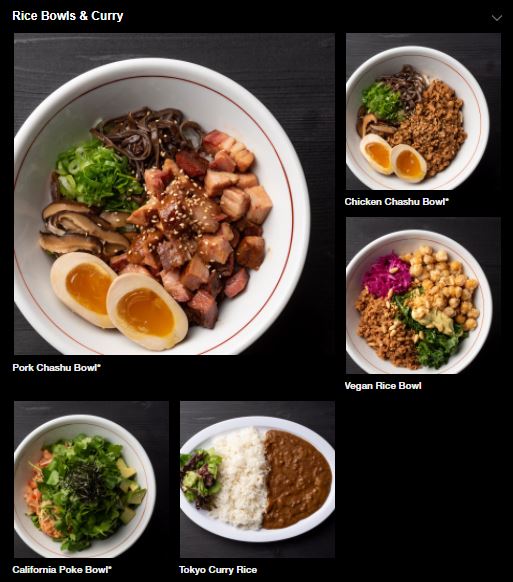 Rice Bowls & Curry
Pork Chashu Bowl*
Chicken Chashu Bowl*
Vegan Rice Bowl
California Poke Bowl*
Tokyo Curry Rice